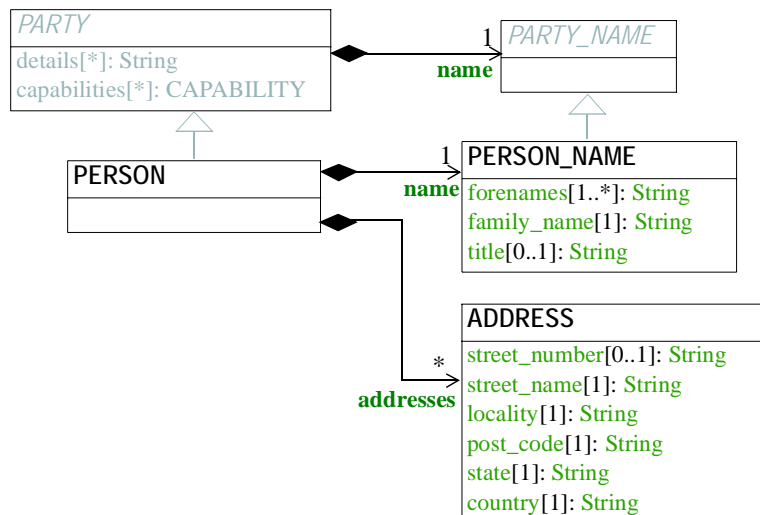 PARTY
details[*]: String
capabilities[*]: CAPABILITY
1
name
PARTY_NAME
PERSON
1
name
PERSON_NAME
forenames[1..*]: String
family_name[1]: String
title[0..1]: String
*
addresses
ADDRESS
street_number[0..1]: String
street_name[1]: String
locality[1]: String
post_code[1]: String
state[1]: String
country[1]: String